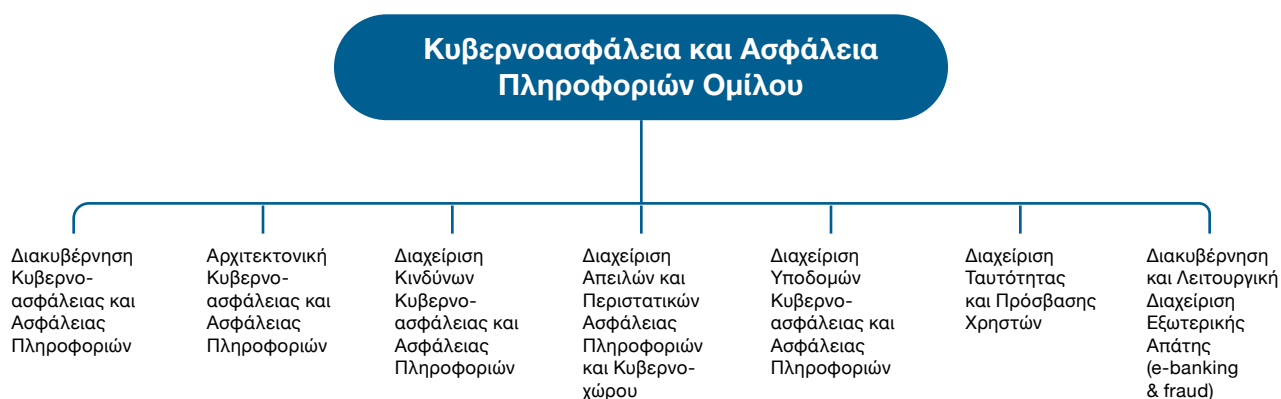 Κυβερνοασφάλεια και Ασφάλεια
Πληροφοριών Ομίλου
Διακυβέρνηση
Κυβερνο-
ασφάλειας και
Ασφάλειας
Πληροφοριών
Αρχιτεκτονική
Κυβερνο-
ασφάλειας και
Ασφάλειας
Πληροφοριών
Διαχείριση
Κινδύνων
Κυβερνο-
ασφάλειας και
Ασφάλειας
Πληροφοριών
Διαχείριση
Απειλών και
Περιστατικών
Ασφάλειας
Πληροφοριών
και Κυβερνο-
χώρου
Διαχείριση
Υποδομών
Κυβερνο-
ασφάλειας και
Ασφάλειας
Πληροφοριών
Διαχείριση
Ταυτότητας
και Πρόσβασης
Χρηστών
Διακυβέρνηση
και Λειτουργική
Διαχείριση
Εξωτερικής
Απάτης
(e-banking
& fraud)